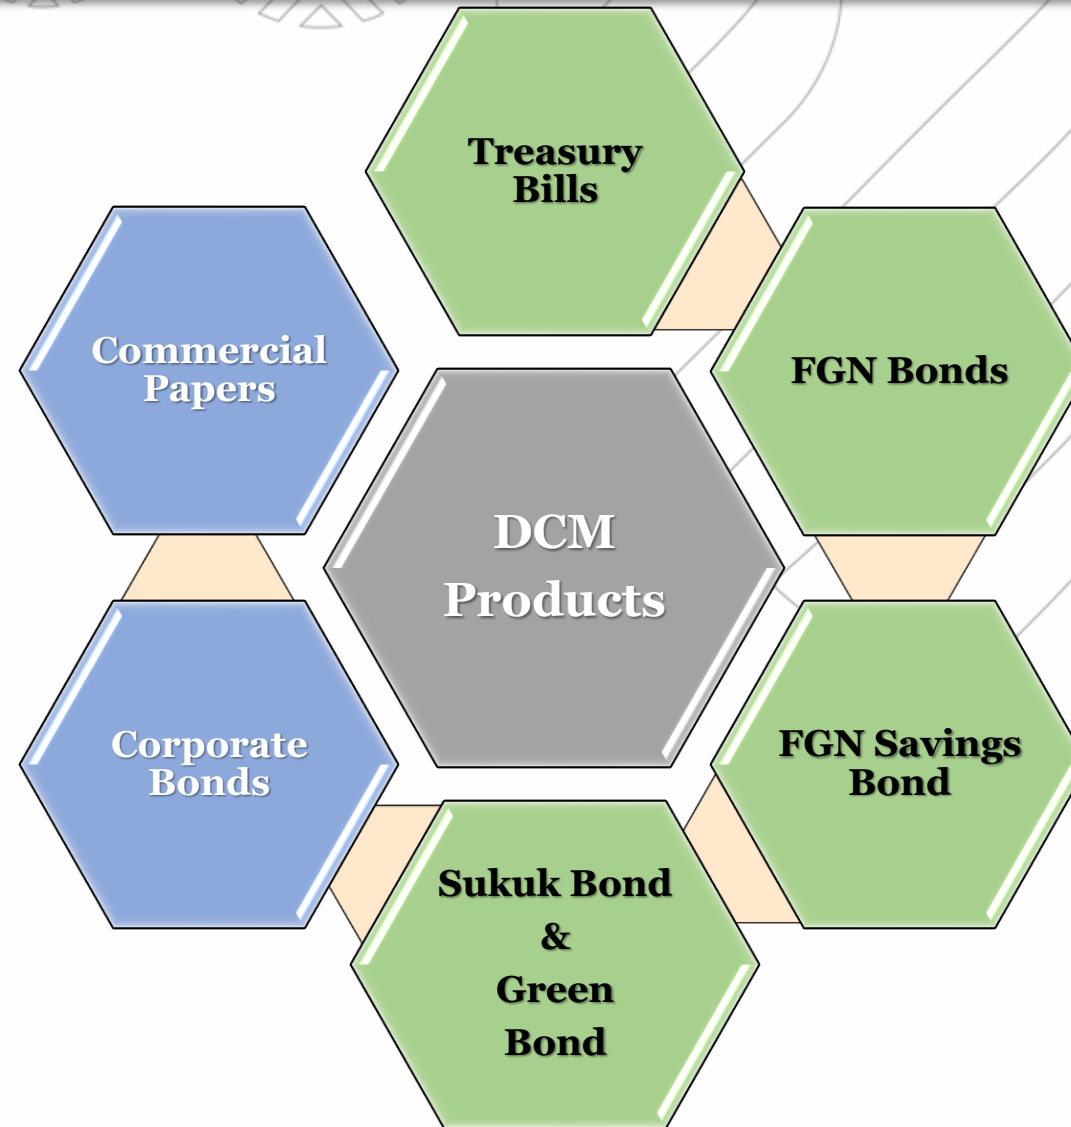 Treasury
Bills
Commercial
Papers
FGN Bonds
DCM
Products
Corporate
Bonds
FGN Savings
Bond
Sukuk Bond
&
Green
Bond